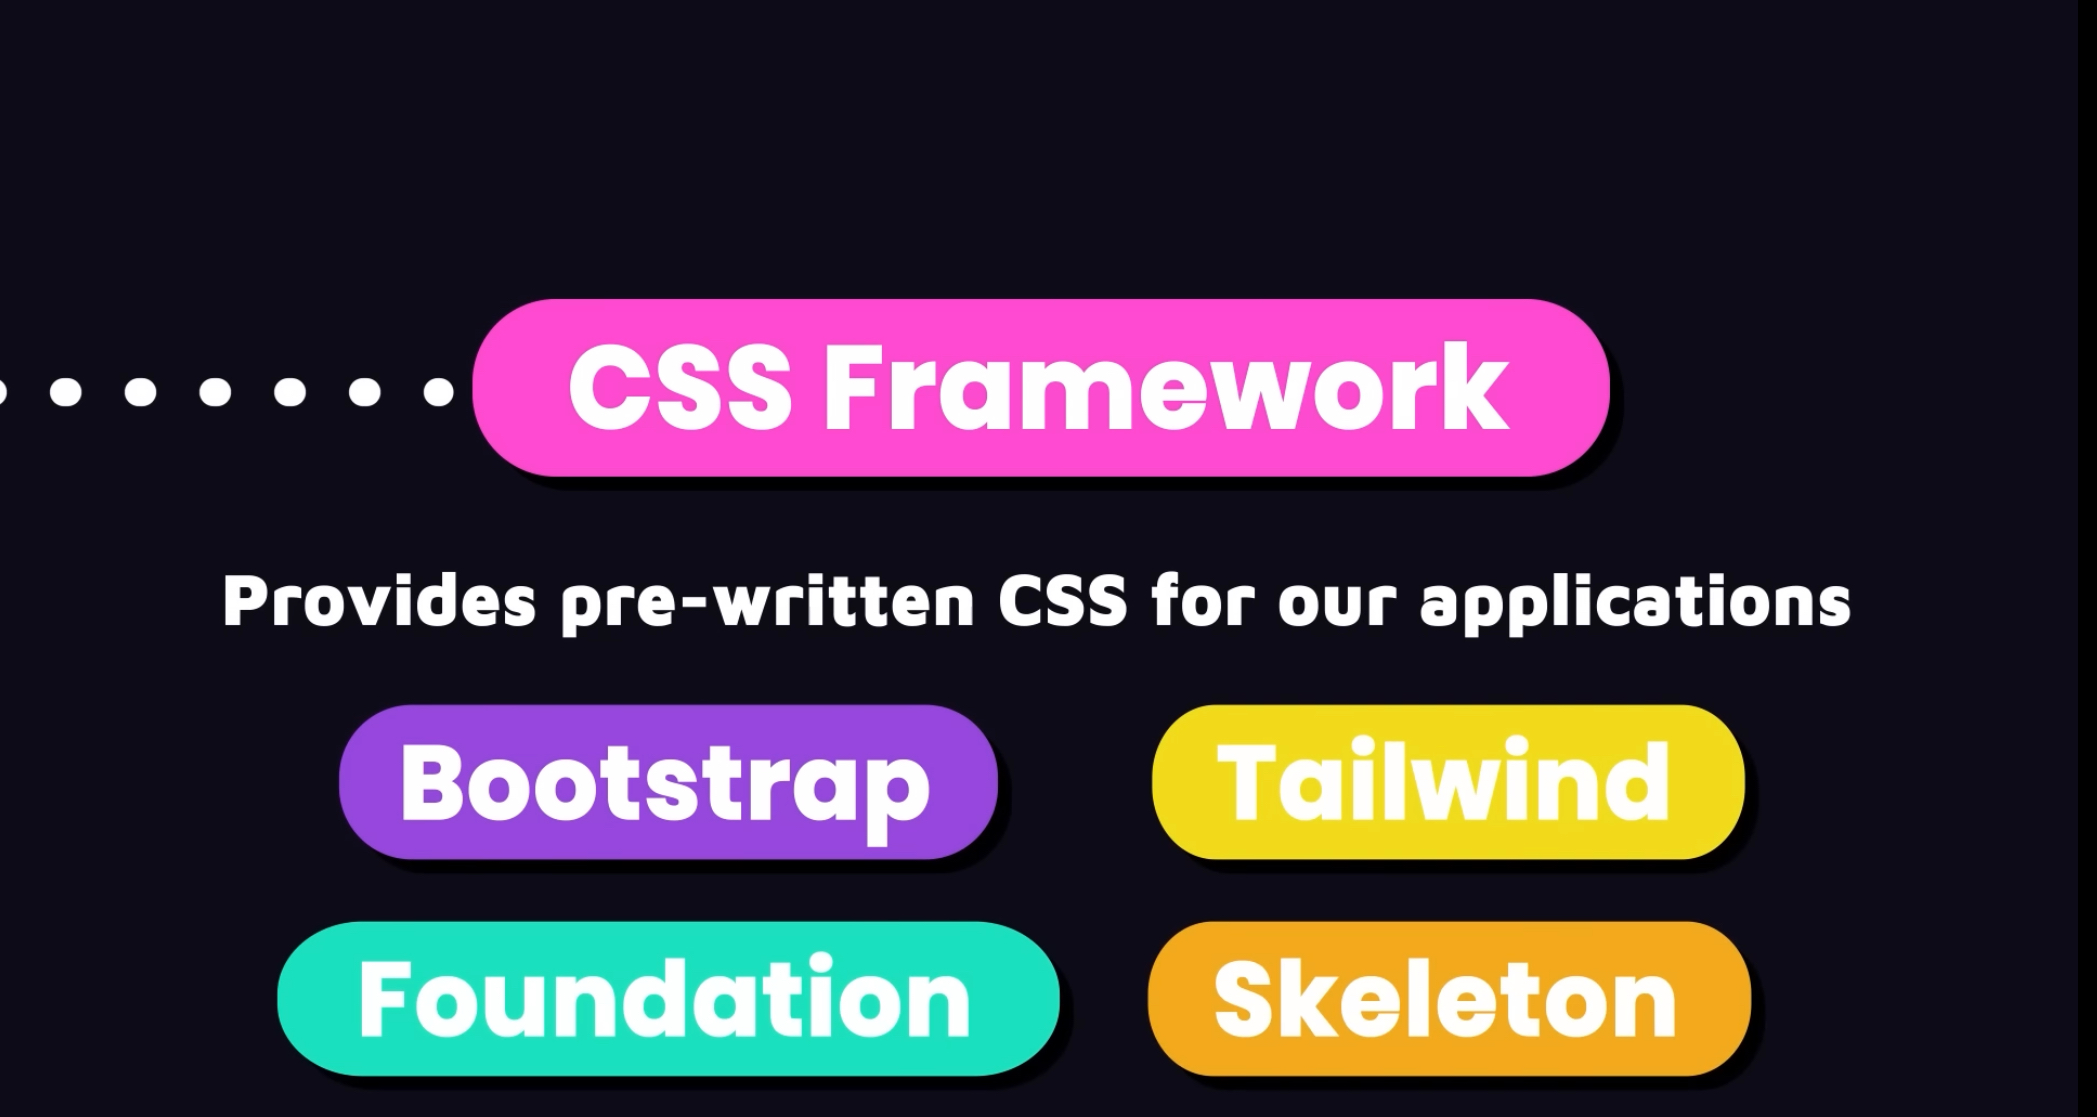 CSS Framework
Provides pre-written CSS for our applications
Bootstrap
Tailwind
Foundation
Skeleton